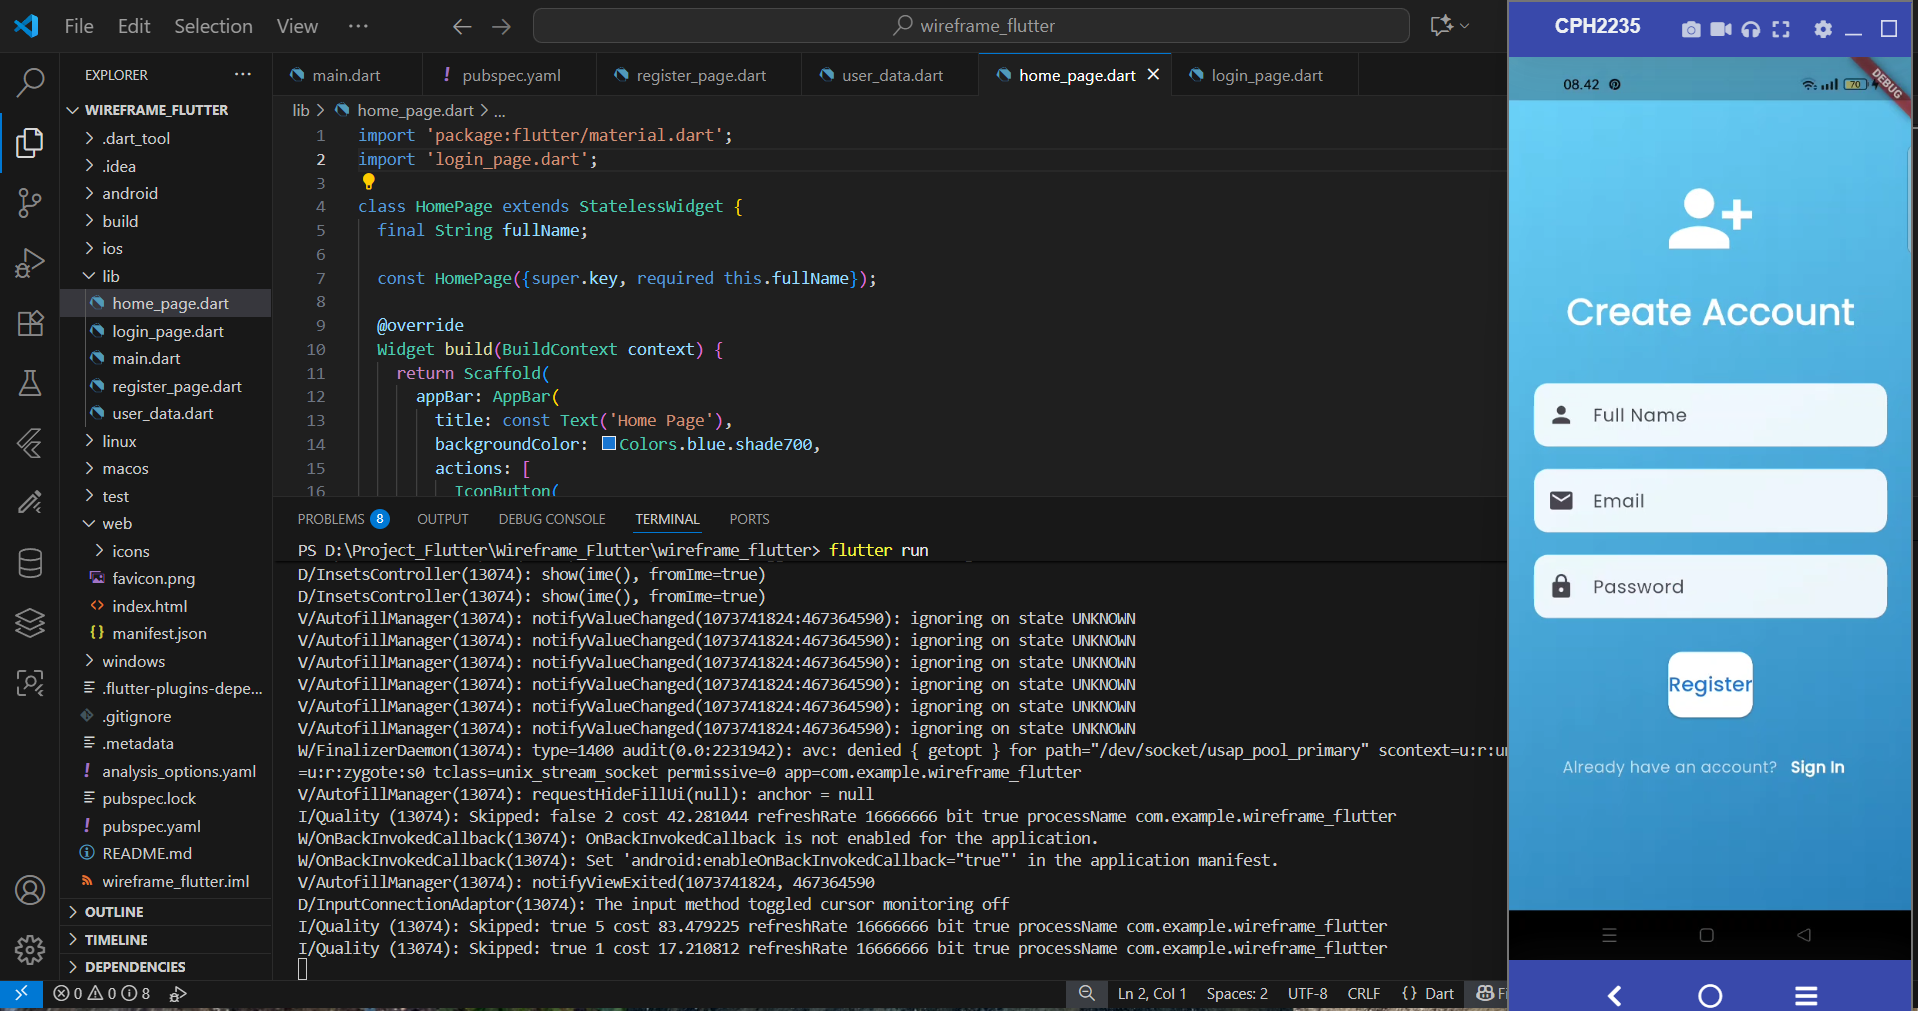 File Edit Selection View ···
wireframe_flutter
EXPLORER ···
WIREFRAME_FLUTTER
.dart_tool
.idea
android
build
ios
lib
home_page.dart
login_page.dart
main.dart
register_page.dart
user_data.dart
linux
macos
test
web
icons
favicon.png
index.html
manifest.json
windows
.flutter-plugins-depe...
.gitignore
.metadata
analysis_options.yaml
pubspec.lock
pubspec.yaml
README.md
wireframe_flutter.iml
OUTLINE
TIMELINE
DEPENDENCIES
main.dart pubspec.yaml register_page.dart user_data.dart home_page.dart login_page.dart
lib > home_page.dart > ...
1 import 'package:flutter/material.dart';
2 import 'login_page.dart';
3
4 class HomePage extends StatelessWidget {
5 final String fullName;
6
7 const HomePage({super.key, required this.fullName});
8
9 @override
10 Widget build(BuildContext context) {
11 return Scaffold(
12 appBar: AppBar(
13 title: const Text('Home Page'),
14 backgroundColor: Colors.blue.shade700,
15 actions: [
16 IconButton(
PROBLEMS 8 OUTPUT DEBUG CONSOLE TERMINAL PORTS
PS D:\Project_Flutter\Wireframe_Flutter\wireframe_flutter> flutter run
D/InsetsController(13074): show(ime(), fromIme=true)
D/InsetsController(13074): show(ime(), fromIme=true)
V/AutofillManager(13074): notifyValueChanged(1073741824:467364590): ignoring on state UNKNOWN
V/AutofillManager(13074): notifyValueChanged(1073741824:467364590): ignoring on state UNKNOWN
V/AutofillManager(13074): notifyValueChanged(1073741824:467364590): ignoring on state UNKNOWN
V/AutofillManager(13074): notifyValueChanged(1073741824:467364590): ignoring on state UNKNOWN
V/AutofillManager(13074): notifyValueChanged(1073741824:467364590): ignoring on state UNKNOWN
V/AutofillManager(13074): notifyValueChanged(1073741824:467364590): ignoring on state UNKNOWN
W/FinalizerDaemon(13074): type=1400 audit(0.0:2231942): avc: denied { getopt } for path="/dev/socket/usap_pool_primary" scontext=u:r:un
=u:r:zygote:s0 tclass=unix_stream_socket permissive=0 app=com.example.wireframe_flutter
V/AutofillManager(13074): requestHideFillUi(null): anchor = null
I/Quality (13074): Skipped: false 2 cost 42.281044 refreshRate 16666666 bit true processName com.example.wireframe_flutter
W/OnBackInvokedCallback(13074): OnBackInvokedCallback is not enabled for the application.
W/OnBackInvokedCallback(13074): Set 'android:enableOnBackInvokedCallback="true"' in the application manifest.
V/AutofillManager(13074): notifyViewExited(1073741824, 467364590
D/InputConnectionAdaptor(13074): The input method toggled cursor monitoring off
I/Quality (13074): Skipped: true 5 cost 83.479225 refreshRate 16666666 bit true processName com.example.wireframe_flutter
I/Quality (13074): Skipped: true 1 cost 17.210812 refreshRate 16666666 bit true processName com.example.wireframe_flutter
0 0 8 Ln 2, Col 1 Spaces: 2 UTF-8 CRLF {} Dart
CPH2235
08.42 70
DEBUG
Create Account
Full Name
Email
Password
Register
Already have an account? Sign In